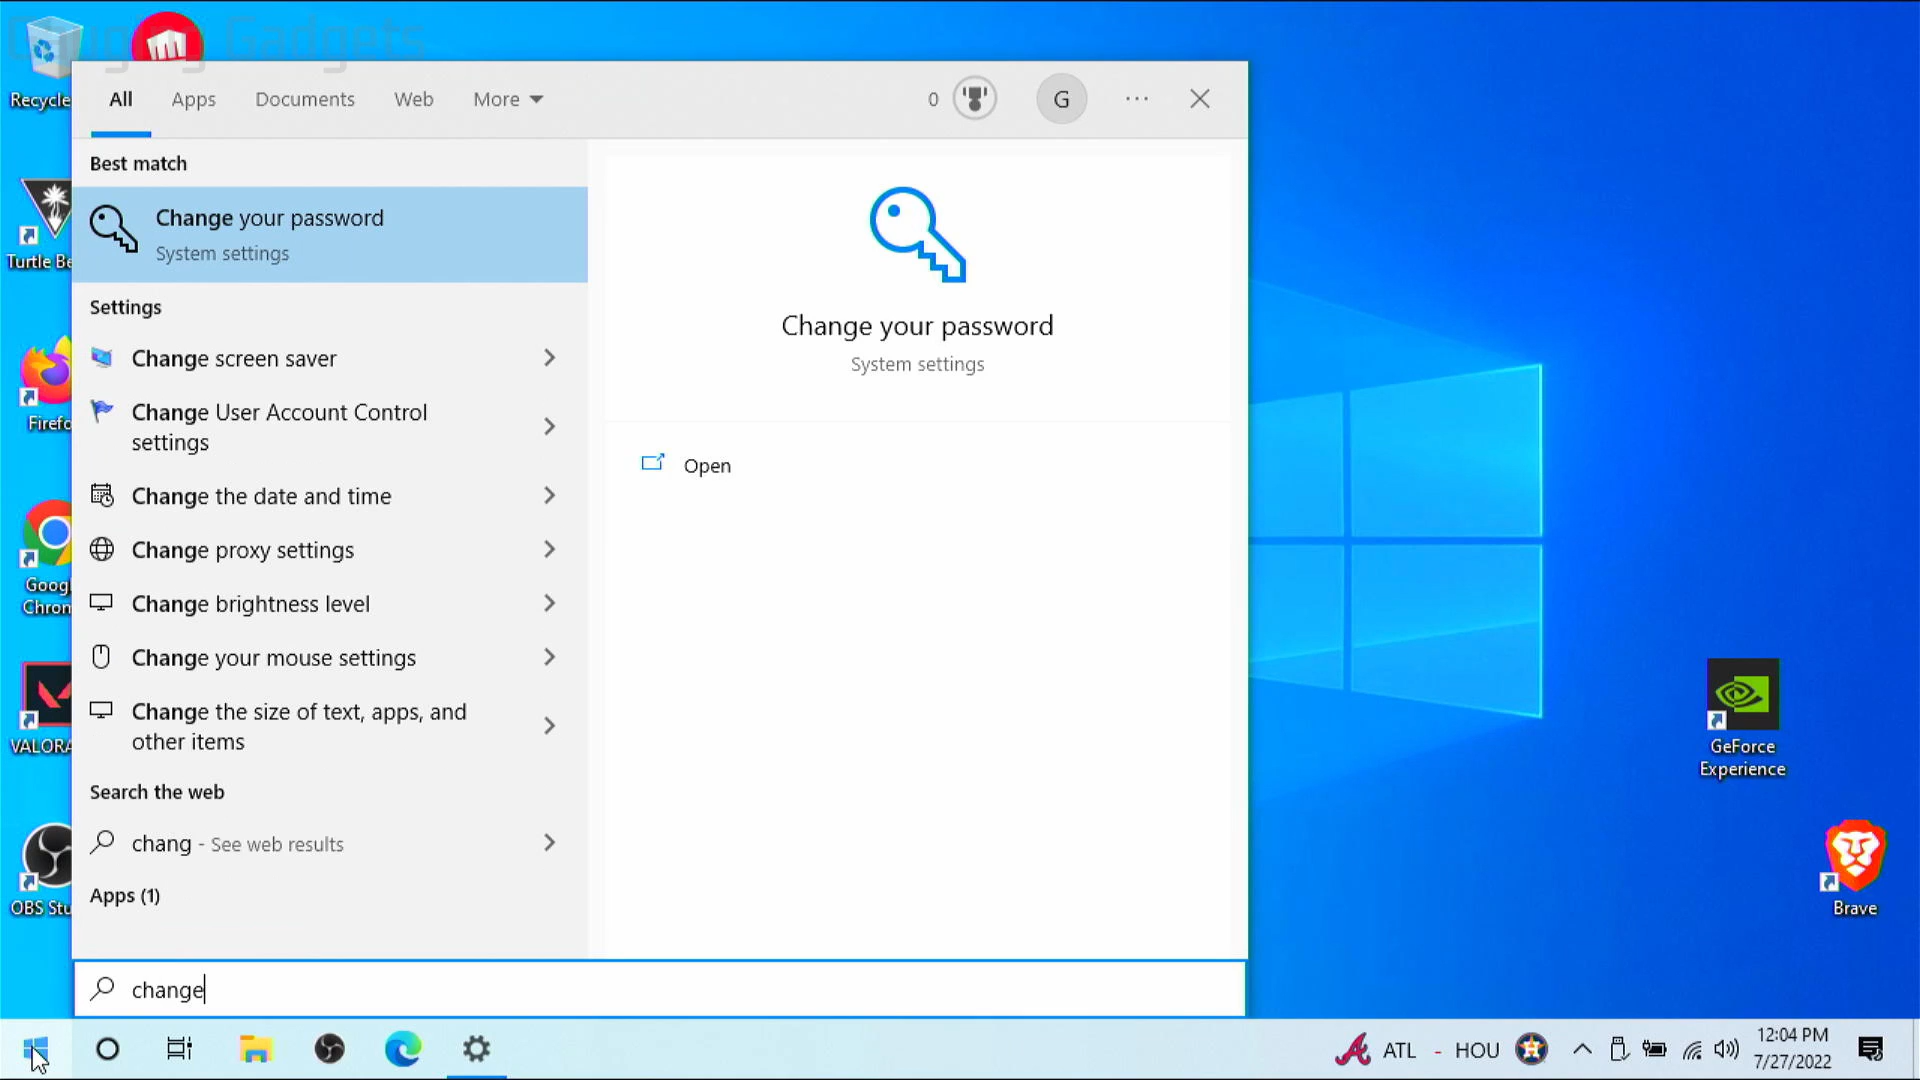 Gauging Gadgets
Recycle
Turtle Be
Firefo
Googl
Chrom
VALORA
OBS Stu
All
Apps
Documents
Web
More
0
G
Best match
Change your password
System settings
Settings
Change screen saver
Change User Account Control
settings
Change the date and time
Change proxy settings
Change brightness level
Change your mouse settings
Change the size of text, apps, and
other items
Search the web
chang - See web results
Apps (1)
Change your password
System settings
Open
change
GeForce
Experience
Brave
ATL - HOU
12:04 PM
7/27/2022